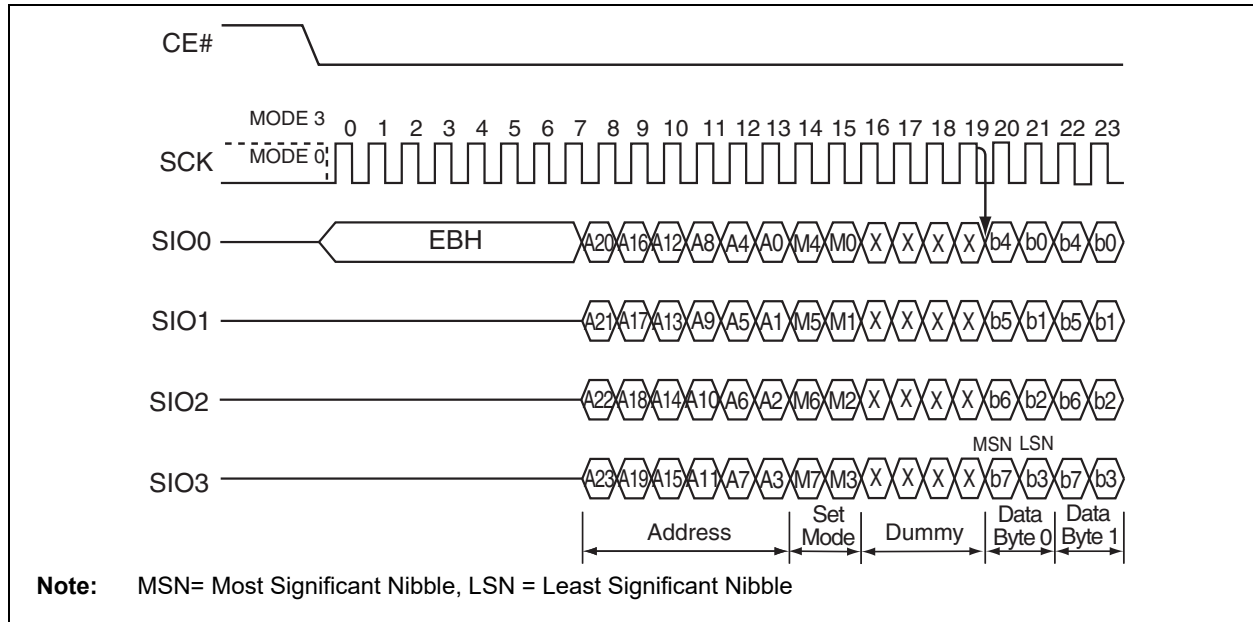 CE#
MODE 3
0 1 2 3 4 5 6 7 8 9 10 11 12 13 14 15 16 17 18 19 20 21 22 23
SCK
MODE 0
SIO0
EBH
A20 A16 A12 A8 A4 A0 M4 M0 X X X X b4 b0 b4 b0
SIO1
A21 A17 A13 A9 A5 A1 M5 M1 X X X X b5 b1 b5 b1
SIO2
A22 A18 A14 A10 A6 A2 M6 M2 X X X X b6 b2 b6 b2
MSN LSN
SIO3
A23 A19 A15 A11 A7 A3 M7 M3 X X X X b7 b3 b7 b3
Address
Set
Mode
Dummy
Data
Byte 0
Data
Byte 1
Note: MSN= Most Significant Nibble, LSN = Least Significant Nibble